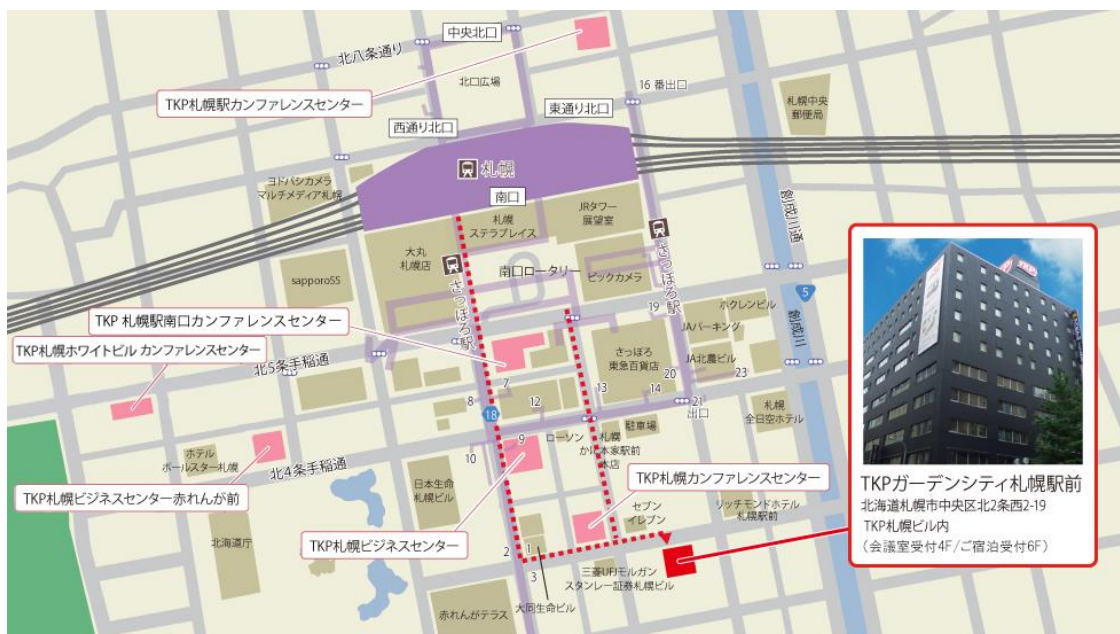 中央北口
北八条通り
北口広場
16番出口
札幌中央
郵便局
TKP札幌駅カンファレンスセンター
東通り北口
西通り北口
札幌
ヨドバシカメラ
マルチメディア札幌
南口
札幌
ステラプレイス
JRタワー
展望室
創成川通
大丸
札幌店
さっぽろ駅
さっぽろ駅
南口ロータリー
ビックカメラ
sapporo55
5
19
ホクレンビル
創成川
TKP 札幌駅南口カンファレンスセンター
JAパーキング
TKP札幌ホワイトビル カンファレンスセンター
さっぽろ
東急百貨店
JA北農ビル
北5条手稲通
7
8
12
13
14
20
23
21
出口
18
札幌
全日空ホテル
駐車場
9
ローソン
札幌
かに本家駅前
本店
10
ホテル
ポールスター札幌
北4条手稲通
TKP札幌カンファレンスセンター
TKP札幌ビジネスセンター赤れんが前
日本生命
札幌ビル
セブン
イレブン
リッチモンドホテル
札幌駅前
北海道庁
TKP札幌ビジネスセンター
2
1
3
三菱UFJモルガン
スタンレー証券札幌ビル
大同生命ビル
赤れんがテラス
TKP
TKPガーデンシティ札幌駅前
北海道札幌市中央区北2条西2-19
TKP札幌ビル内
（会議室受付4F/ご宿泊受付6F）